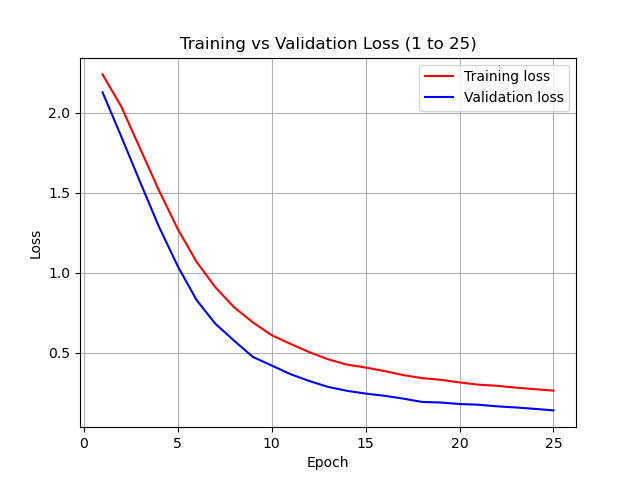 Training vs Validation Loss (1 to 25)
Training loss
Validation loss
Loss
2.0
1.5
1.0
0.5
0 5 10 15 20 25
Epoch